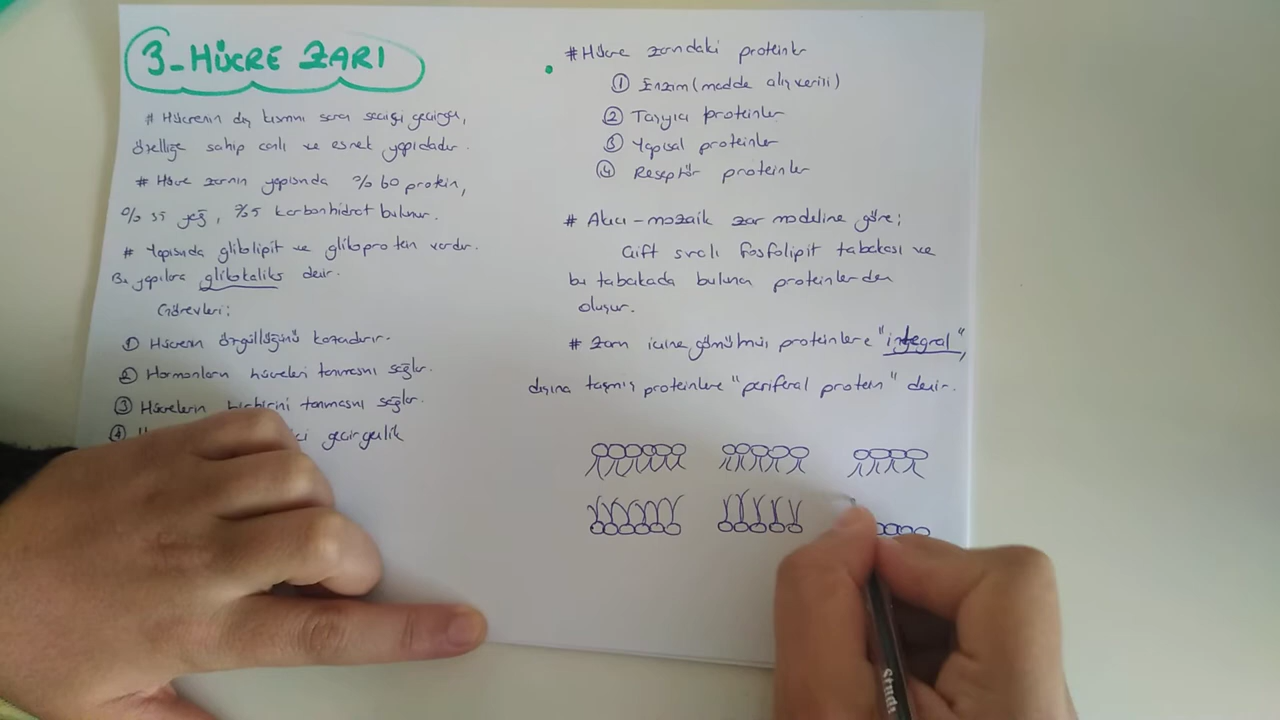 3-HÜCRE ZARI
# Hücrenin dış kısmını saran seçiçi geçirgen,
özelliğe sahip canlı ve esnek yapıdadır.
# Hücre zarının yapısında %60 protein,
%35 yağ, %5 karbonhidrat bulunur.
# Yapısında glikolipit ve glikoprotein vardır.
Bu yapılara glikokaliks denir.
Görevleri;
① Hücrenin özgüllüğünü kazandırır.
② Hormonların hücreleri tanımasını sağlar.
③ Hücrelerin birbirini tanımasını sağlar.
④ geçirgenlik
# Hücre zarındaki proteinler
① Enzim (madde alışverişi)
② Taşıyıcı proteinler
③ Yapısal proteinler
④ Reseptör proteinler
# Akıcı-mozaik zar modeline göre;
Çift sıralı fosfolipit tabakası ve
bu tabakada bulunan proteinlerden
oluşur.
# Zarın içine gömülmüş proteinlere "integral",
dışına taşmış proteinlere "periferal protein" denir.